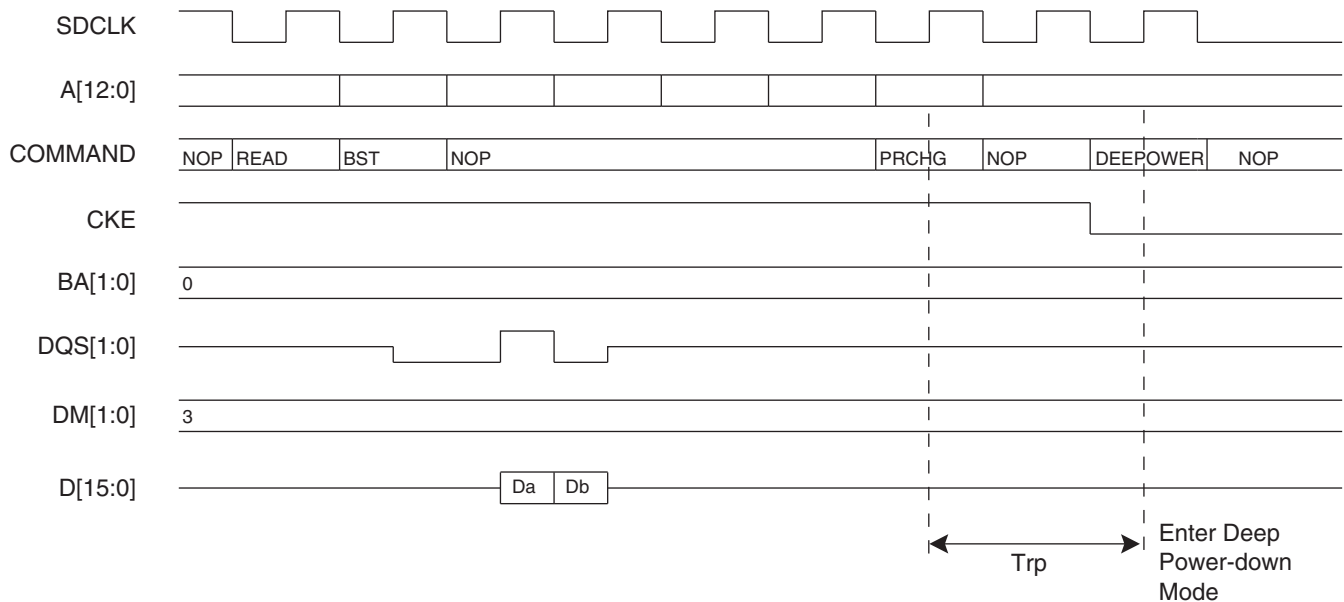 SDCLK
A[12:0]
COMMAND NOP READ BST NOP PRCHG NOP DEEPOWER NOP
CKE
BA[1:0] 0
DQS[1:0]
DM[1:0] 3
D[15:0] Da Db
Trp
Enter Deep
Power-down
Mode